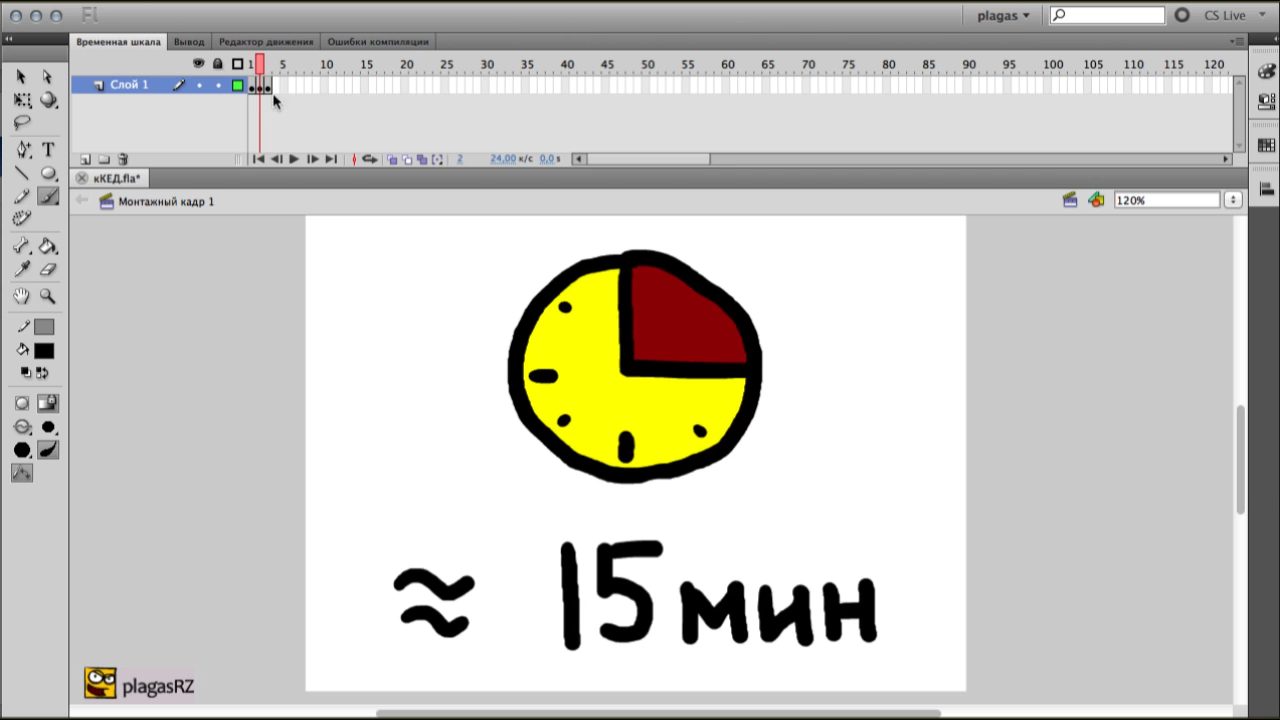 Fl plagas CS Live
Временная шкала Вывод Редактор движения Ошибки компиляции
1 5 10 15 20 25 30 35 40 45 50 55 60 65 70 75 80 85 90 95 100 105 110 115 120
Слой 1
2 24,00 к/с 0,0 s
кКЕД.fla*
Монтажный кадр 1 120%
T
≈ 15 мин
plagasRZ